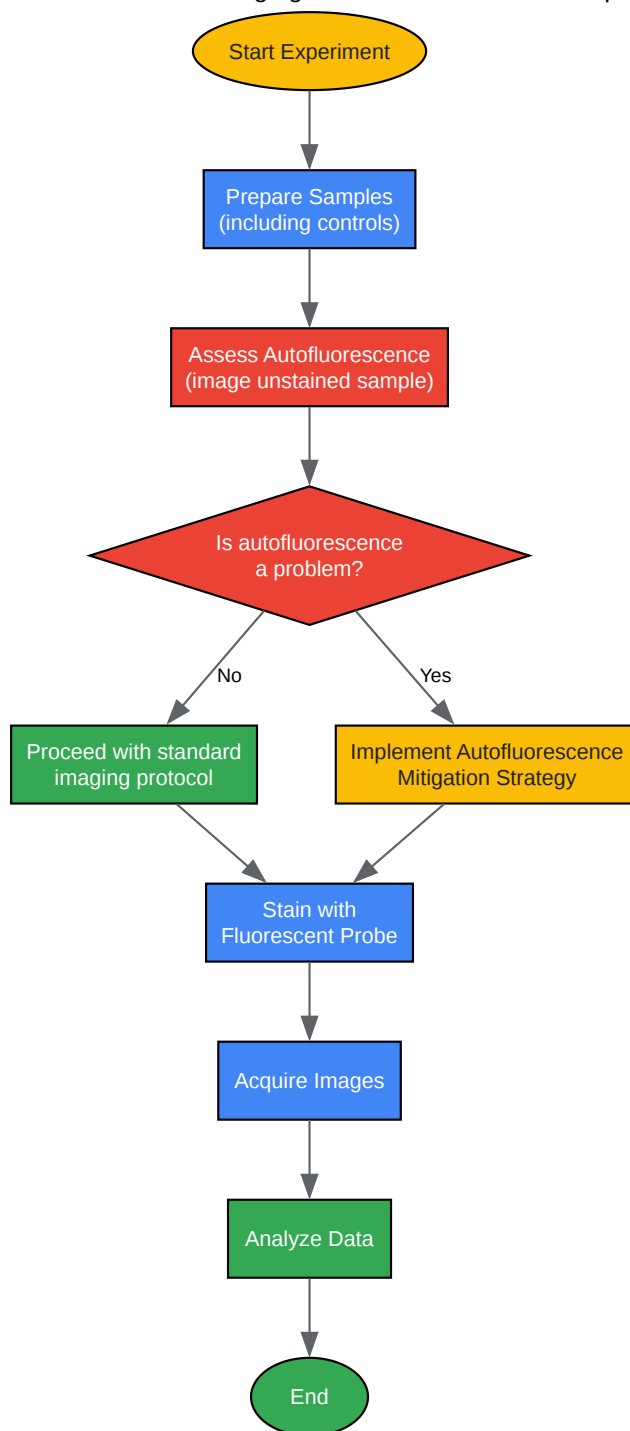 Start Experiment
Prepare Samples
(including controls)
Assess Autofluorescence
(image unstained sample)
Is autofluorescence
a problem?
No
Yes
Proceed with standard
imaging protocol
Implement Autofluorescence
Mitigation Strategy
Stain with
Fluorescent Probe
Acquire Images
Analyze Data
End